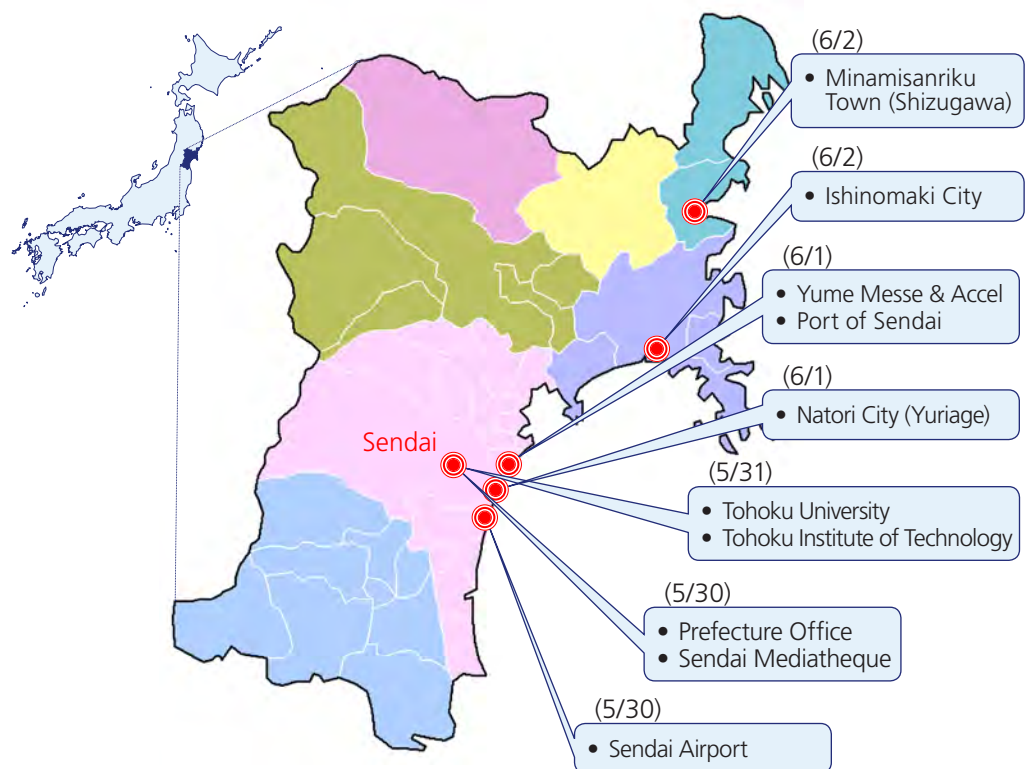 (6/2)
• Minamisanriku
Town (Shizugawa)
(6/2)
• Ishinomaki City
(6/1)
• Yume Messe & Accel
• Port of Sendai
(6/1)
• Natori City (Yuriage)
Sendai
(5/31)
• Tohoku University
• Tohoku Institute of Technology
(5/30)
• Prefecture Office
• Sendai Mediatheque
(5/30)
• Sendai Airport